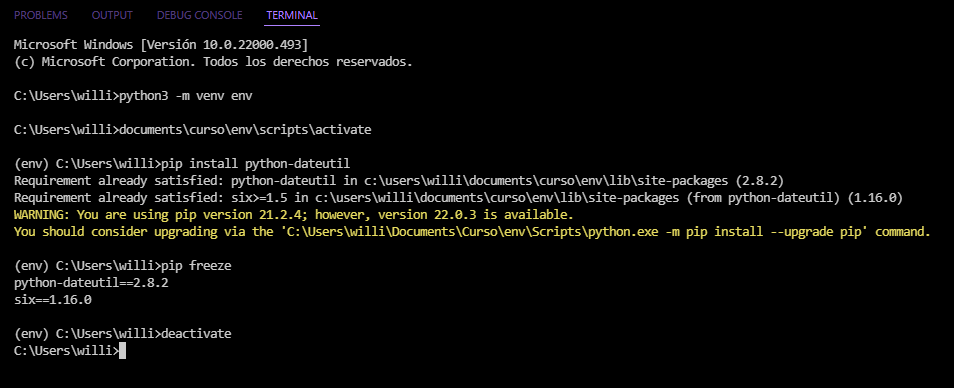 PROBLEMS OUTPUT DEBUG CONSOLE TERMINAL
Microsoft Windows [Versión 10.0.22000.493]
(c) Microsoft Corporation. Todos los derechos reservados.
C:\Users\willi>python3 -m venv env
C:\Users\willi>documents\curso\env\scripts\activate
(env) C:\Users\willi>pip install python-dateutil
Requirement already satisfied: python-dateutil in c:\users\willi\documents\curso\env\lib\site-packages (2.8.2)
Requirement already satisfied: six>=1.5 in c:\users\willi\documents\curso\env\lib\site-packages (from python-dateutil) (1.16.0)
WARNING: You are using pip version 21.2.4; however, version 22.0.3 is available.
You should consider upgrading via the 'C:\Users\willi\Documents\Curso\env\Scripts\python.exe -m pip install --upgrade pip' command.
(env) C:\Users\willi>pip freeze
python-dateutil==2.8.2
six==1.16.0
(env) C:\Users\willi>deactivate
C:\Users\willi>